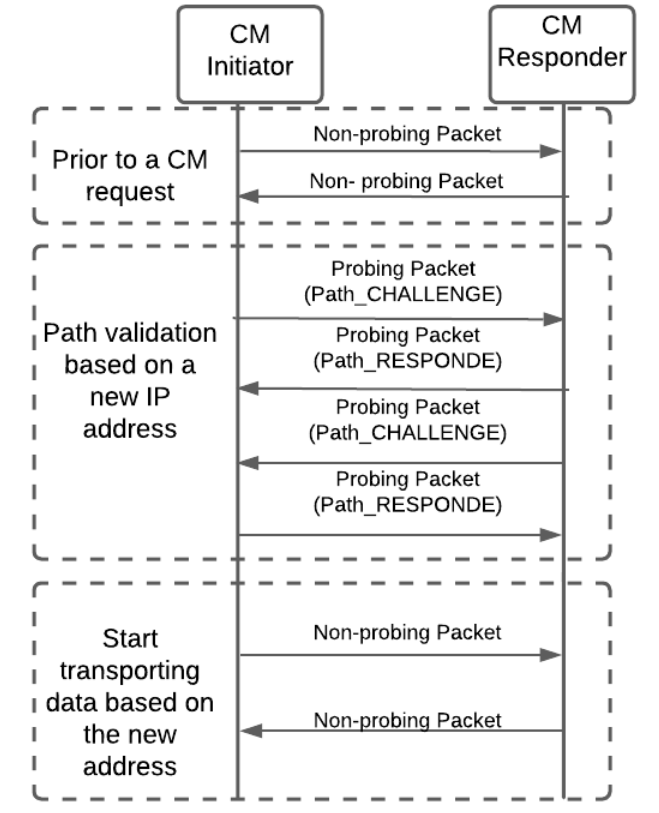 CM
Initiator
CM
Responder
Prior to a CM
request
Non-probing Packet
Non- probing Packet
Path validation
based on a
new IP
address
Probing Packet
(Path_CHALLENGE)
Probing Packet
(Path_RESPONDE)
Probing Packet
(Path_CHALLENGE)
Probing Packet
(Path_RESPONDE)
Start
transporting
data based on
the new
address
Non-probing Packet
Non-probing Packet